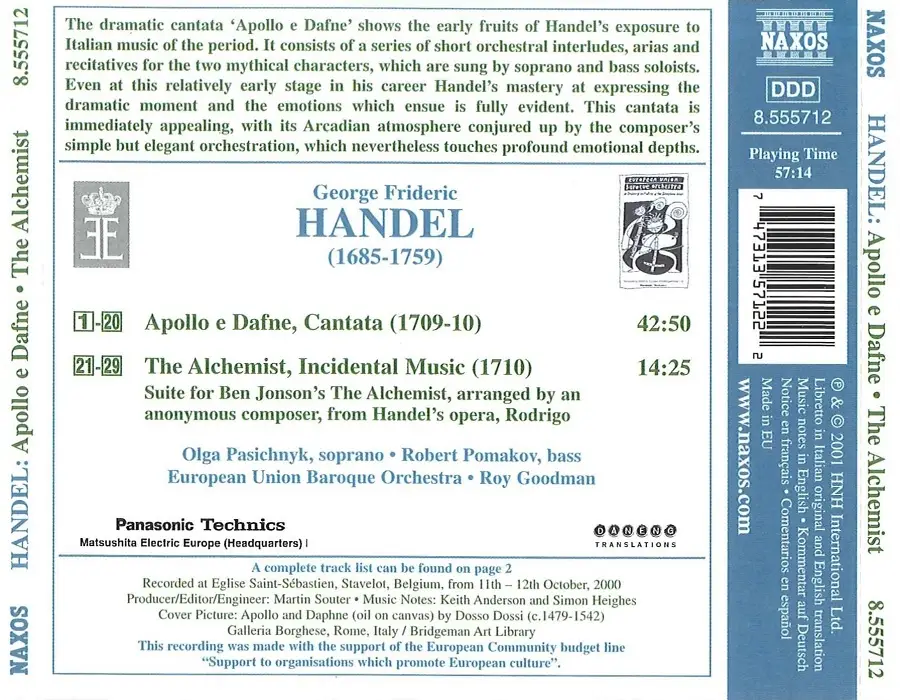 The dramatic cantata ‘Apollo e Dafne’ shows the early fruits of Handel’s exposure to
Italian music of the period. It consists of a series of short orchestral interludes, arias and
recitatives for the two mythical characters, which are sung by soprano and bass soloists.
Even at this relatively early stage in his career Handel’s mastery at expressing the
dramatic moment and the emotions which ensue is fully evident. This cantata is
immediately appealing, with its Arcadian atmosphere conjured up by the composer’s
simple but elegant orchestration, which nevertheless touches profound emotional depths.
George Frideric
HANDEL
(1685-1759)
1-20 Apollo e Dafne, Cantata (1709-10) 42:50
21-29 The Alchemist, Incidental Music (1710) 14:25
Suite for Ben Jonson’s The Alchemist, arranged by an
anonymous composer, from Handel’s opera, Rodrigo
Olga Pasichnyk, soprano • Robert Pomakov, bass
European Union Baroque Orchestra • Roy Goodman
Panasonic Technics
Matsushita Electric Europe (Headquarters)
DANENG
TRANSLATIONS
A complete track list can be found on page 2
Recorded at Eglise Saint-Sébastien, Stavelot, Belgium, from 11th – 12th October, 2000
Producer/Editor/Engineer: Martin Souter • Music Notes: Keith Anderson and Simon Heighes
Cover Picture: Apollo and Daphne (oil on canvas) by Dosso Dossi (c.1479-1542)
Galleria Borghese, Rome, Italy / Bridgeman Art Library
This recording was made with the support of the European Community budget line
“Support to organisations which promote European culture”.
European Union
Baroque Orchestra
NAXOS
DDD
8.555712
Playing Time
57:14
7 47313 57122 2
℗ & © 2001 HNH International Ltd.
Libretto in Italian original and English translation
Music notes in English • Kommentar auf Deutsch
Notice en français • Comentarios en español
Made in EU
www.naxos.com
NAXOS HANDEL: Apollo e Dafne • The Alchemist 8.555712
NAXOS HANDEL: Apollo e Dafne • The Alchemist 8.555712